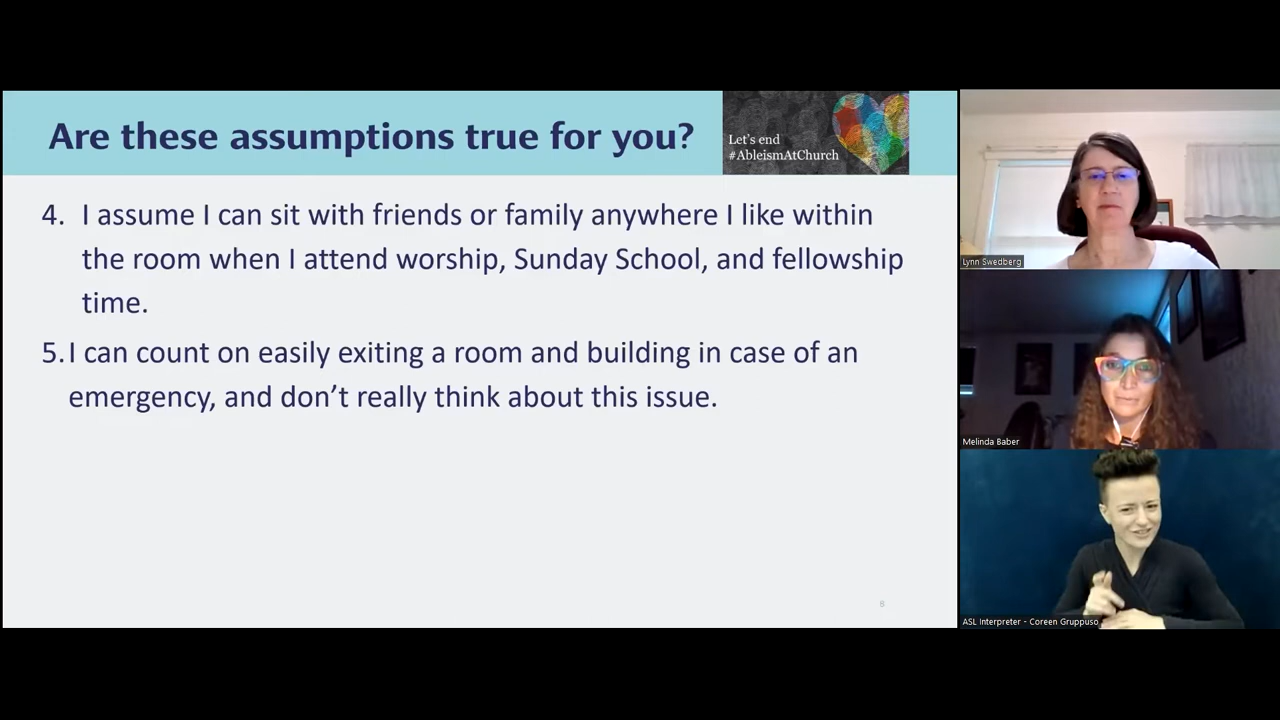 Are these assumptions true for you?
Let's end
#AbleismAtChurch
4. I assume I can sit with friends or family anywhere I like within
the room when I attend worship, Sunday School, and fellowship
time.
5. I can count on easily exiting a room and building in case of an
emergency, and don’t really think about this issue.
8
Lynn Swedberg
Melinda Baber
ASL Interpreter - Coreen Gruppuso